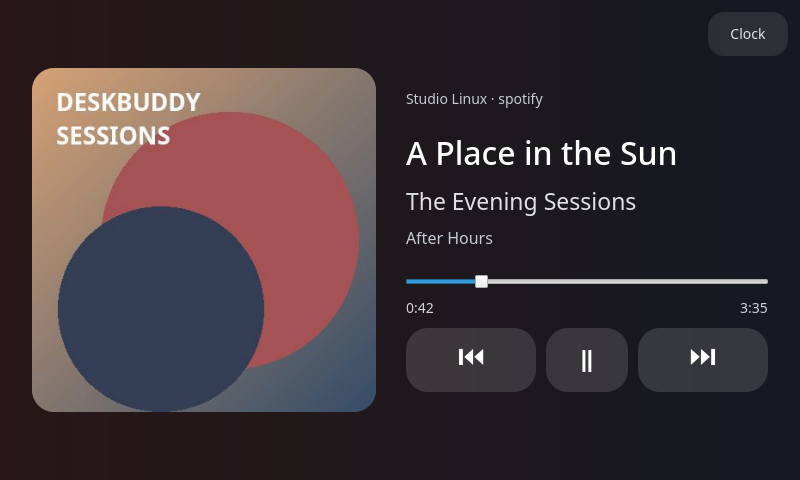 Clock
DESKBUDDY
SESSIONS
Studio Linux · spotify
A Place in the Sun
The Evening Sessions
After Hours
0:42
3:35